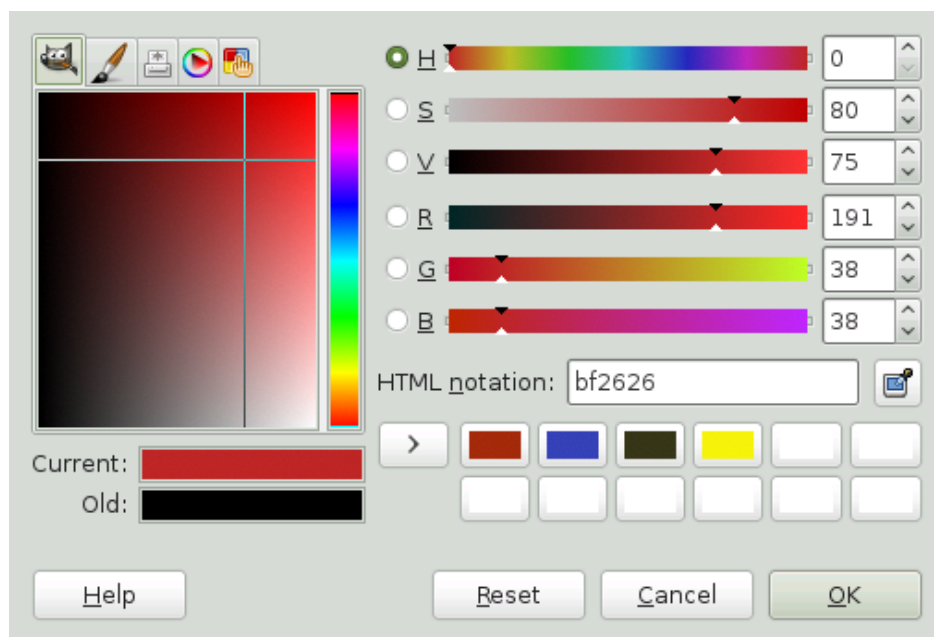 H 0
S 80
V 75
R 191
G 38
B 38
HTML notation: bf2626
>
Current:
Old:
Help Reset Cancel OK